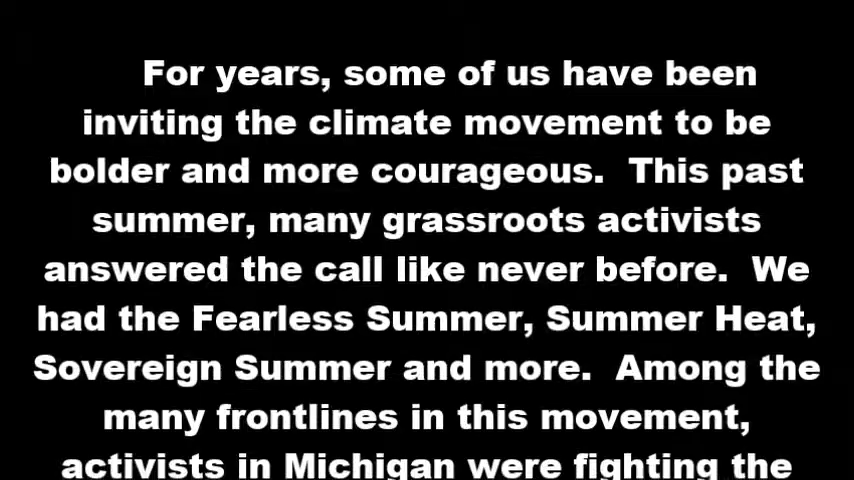 For years, some of us have been
inviting the climate movement to be
bolder and more courageous.  This past
summer, many grassroots activists
answered the call like never before.  We
had the Fearless Summer, Summer Heat,
Sovereign Summer and more.  Among the
many frontlines in this movement,
activists in Michigan were fighting the